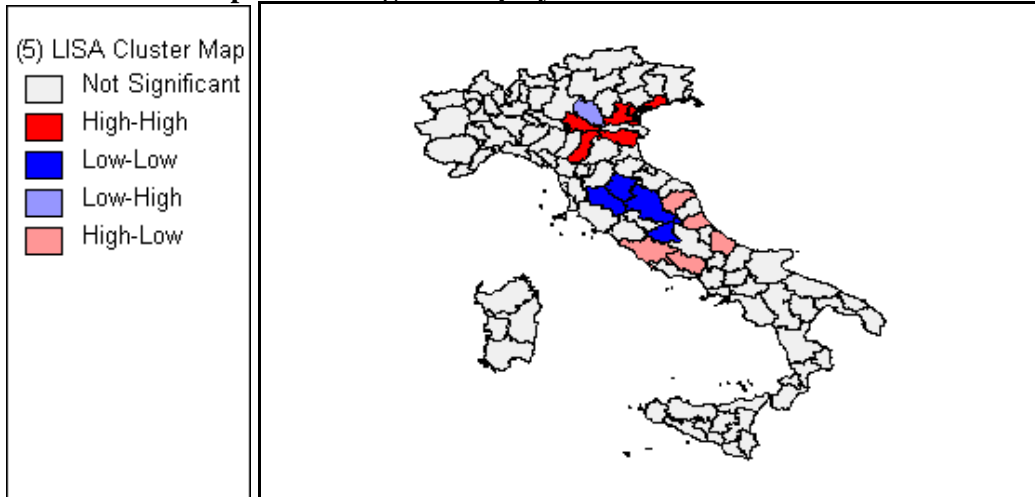 (5) LISA Cluster Map
Not Significant
High-High
Low-Low
Low-High
High-Low